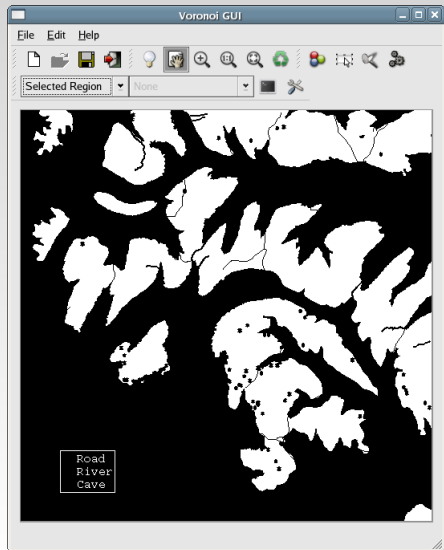 Voronoi GUI
File Edit Help
Selected Region None
Road
River
Cave